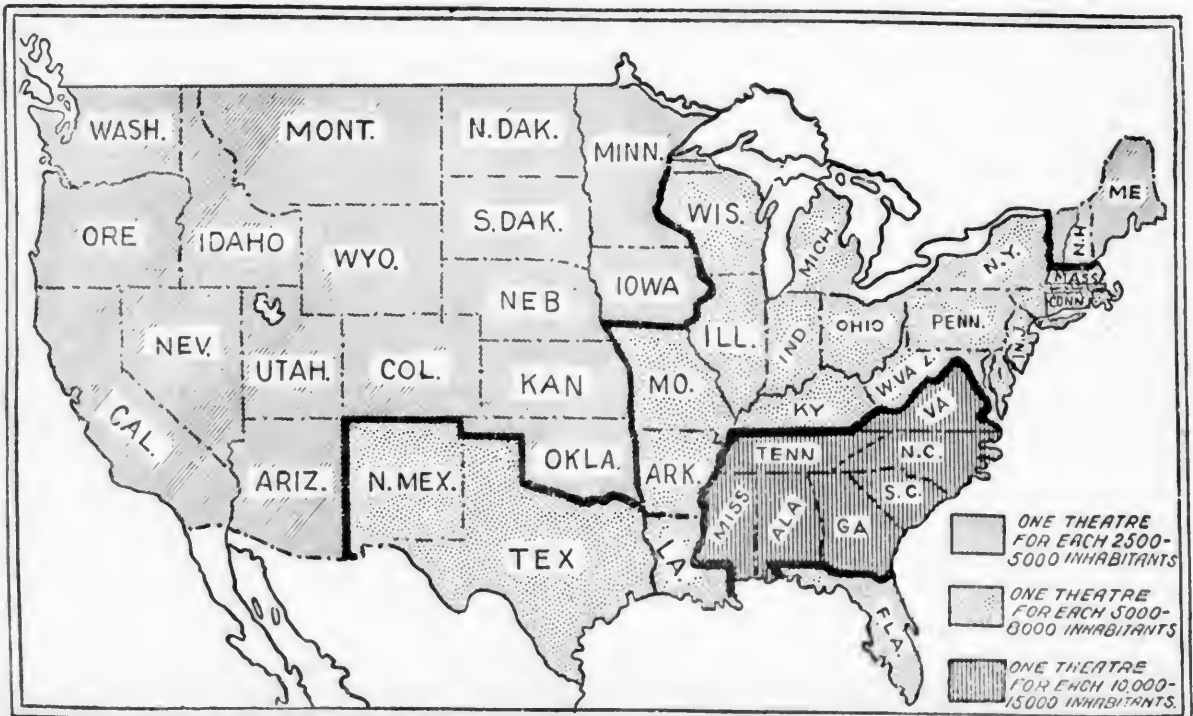 WASH.
MONT.
N. DAK.
MINN.
ORE
IDAHO
WYO.
S. DAK.
WIS.
MICH.
N.Y.
N.H.
ME
MASS
CONN.
NEV.
UTAH.
COL.
NEB
IOWA
ILL.
IND
OHIO
PENN.
N.J.
CAL.
KAN
MO.
KY
W.VA
VA
ARIZ.
N.MEX.
OKLA.
ARK.
TENN
N.C.
S.C.
TEX
LA.
MISS
ALA
GA
FLA.
ONE THEATRE
FOR EACH 2500-
5000 INHABITANTS
ONE THEATRE
FOR EACH 5000-
8000 INHABITANTS
ONE THEATRE
FOR EACH 10,000-
15000 INHABITANTS.